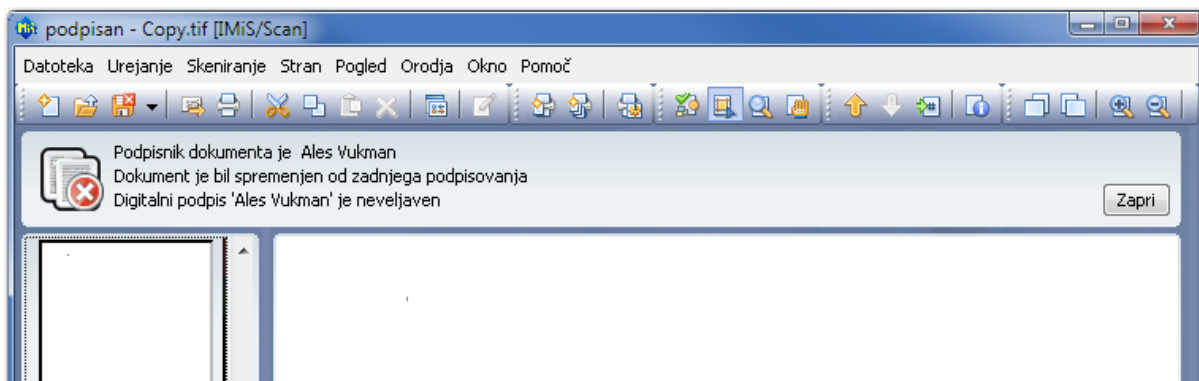 podpisan - Copy.tif [IMiS/Scan]
Datoteka Urejanje Skeniranje Stran Pogled Orodja Okno Pomoč
Podpisnik dokumenta je Ales Vukman
Dokument je bil spremenjen od zadnjega podpisovanja
Digitalni podpis 'Ales Vukman' je neveljaven
Zapri